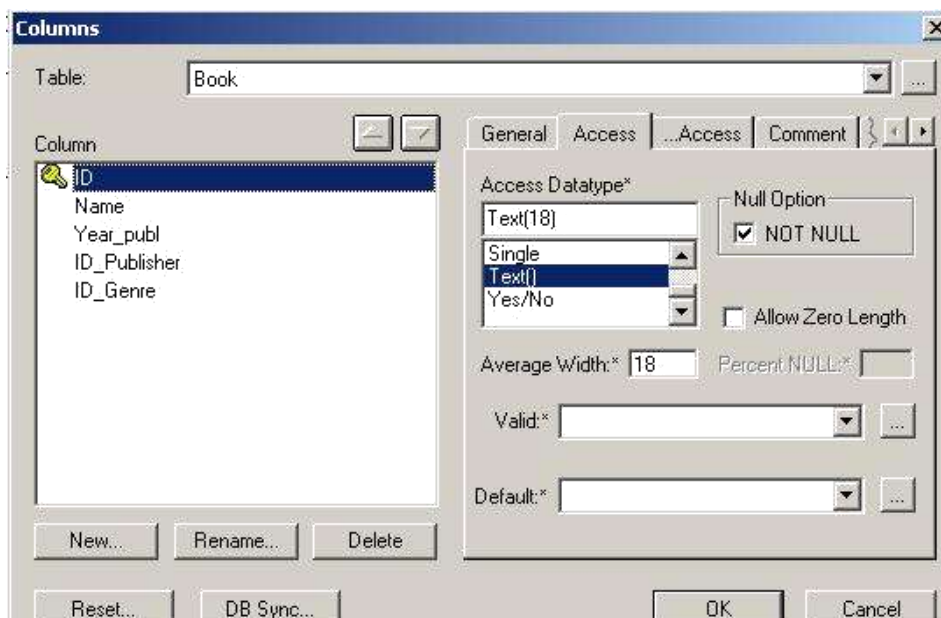 Columns
Table:
Book
...
Column
ID
Name
Year_publ
ID_Publisher
ID_Genre
New...
Rename...
Delete
Reset...
DB Sync...
General
Access
...Access
Comment
Access Datatype*
Text(18)
Single
Text()
Yes/No
Null Option
NOT NULL
Allow Zero Length
Average Width:*
18
Percent NULL:*
Valid:*
...
Default:*
...
OK
Cancel